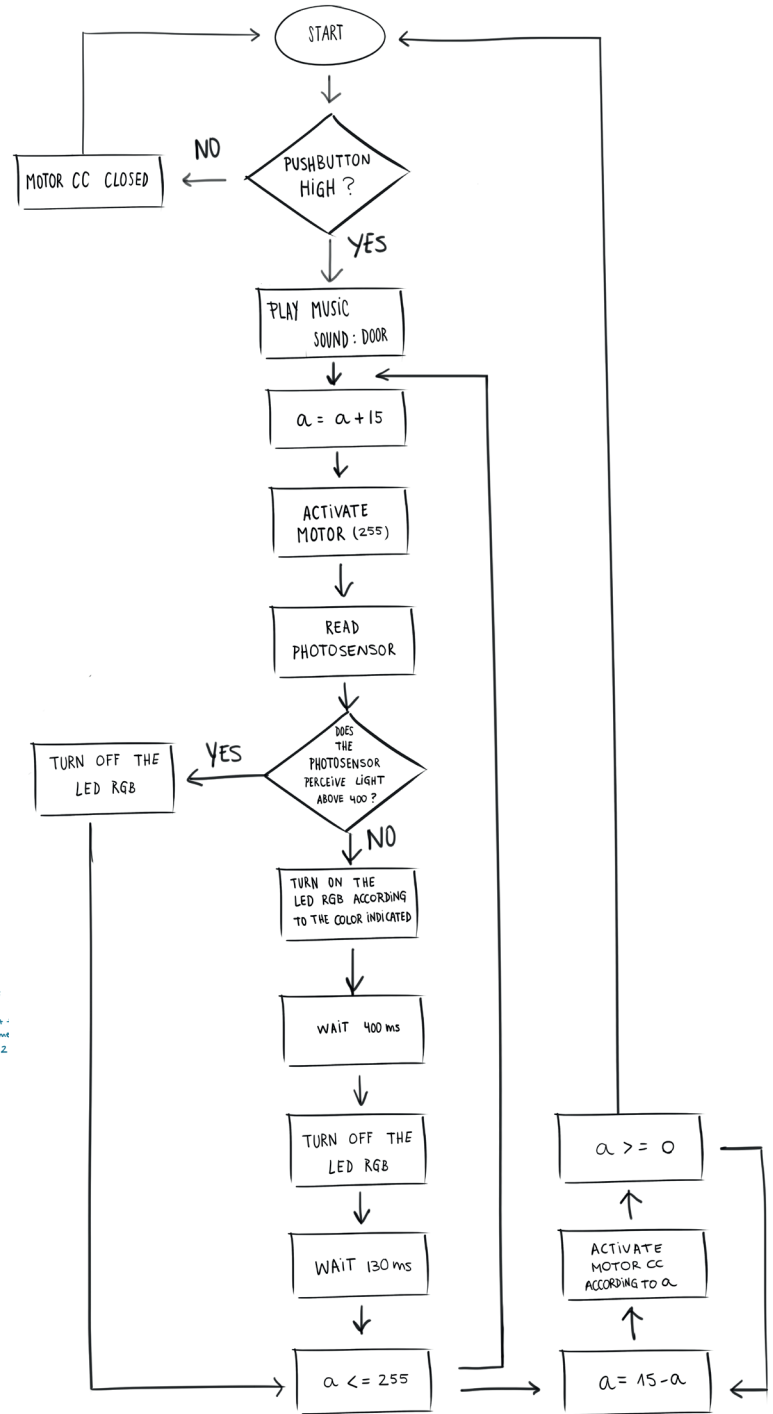 START
PUSHBUTTON
HIGH ?
NO
MOTOR CC CLOSED
YES
PLAY MUSIC
SOUND : DOOR
a = a + 15
ACTIVATE
MOTOR (255)
READ
PHOTOSENSOR
DOES
THE
PHOTOSENSOR
PERCEIVE LIGHT
ABOVE 400 ?
YES
TURN OFF THE
LED RGB
NO
TURN ON THE
LED RGB ACCORDING
TO THE COLOR INDICATED
WAIT 400 ms
TURN OFF THE
LED RGB
WAIT 130 ms
a <= 255
a = 15 - a
ACTIVATE
MOTOR CC
ACCORDING TO a
a >= 0